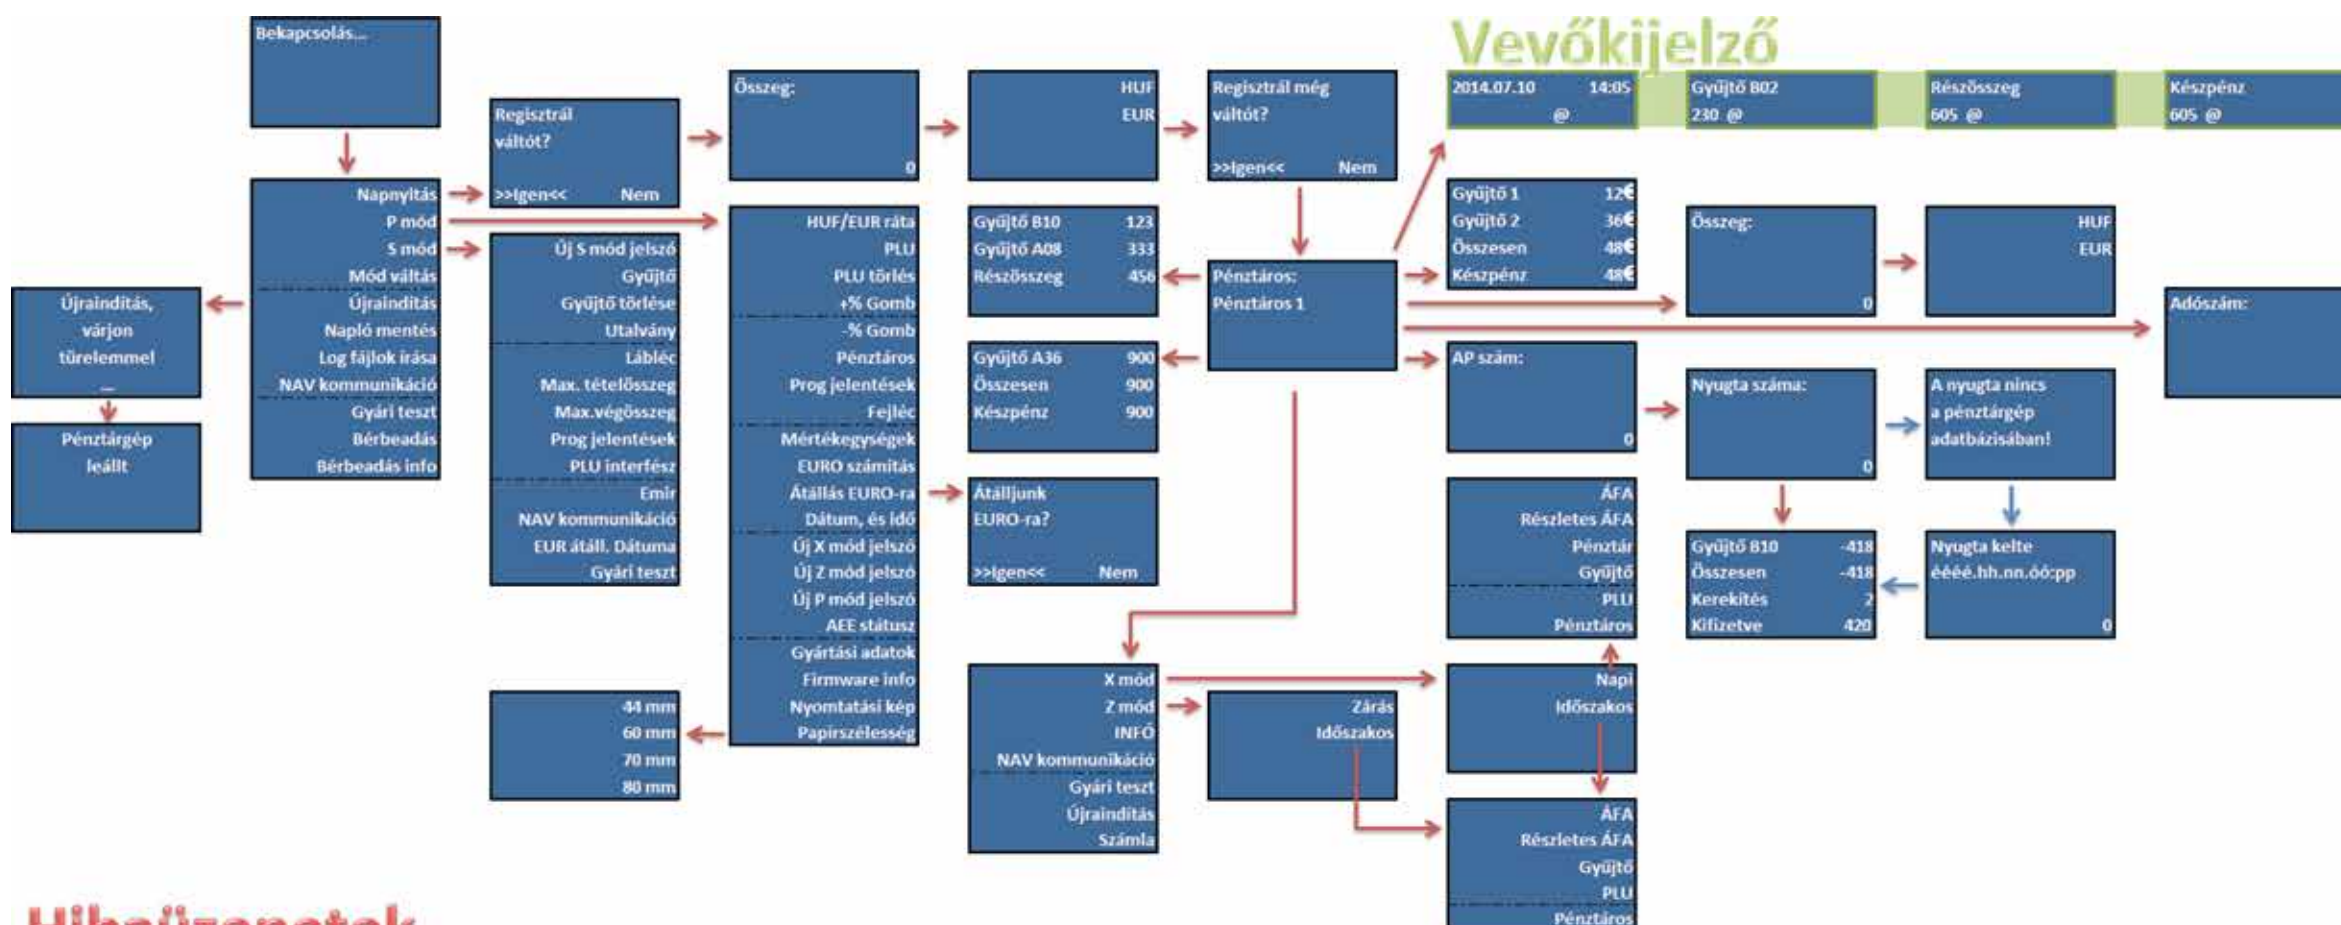 Vevőkijelző
Bekapcsolás...
Napnyitás
P mód
S mód
Mód váltás
Újraindítás
Napló mentés
Log fájlok írása
NAV kommunikáció
Gyári teszt
Bérbeadás
Bérbeadás info
Újraindítás,
várjon
türelemmel
...
Pénztárgép
leállt
Regisztrál
váltót?
>>Igen<< Nem
Új S mód jelszó
Gyűjtő
Gyűjtő törlése
Utalvány
Lábléc
Max. tételösszeg
Max.végösszeg
Prog jelentések
PLU interfész
Emir
NAV kommunikáció
EUR átáll. Dátuma
Gyári teszt
44 mm
60 mm
70 mm
80 mm
Összeg:
0
HUF/EUR ráta
PLU
PLU törlés
+% Gomb
-% Gomb
Pénztáros
Prog jelentések
Fejléc
Mértékegységek
EURO számítás
Átállás EURO-ra
Dátum, és idő
Új X mód jelszó
Új Z mód jelszó
Új P mód jelszó
AEE státusz
Gyártási adatok
Firmware info
Nyomtatási kép
Papírszélesség
HUF
EUR
Gyűjtő B10 123
Gyűjtő A08 333
Részösszeg 456
Gyűjtő A36 900
Összesen 900
Készpénz 900
Átálljunk
EURO-ra?
>>Igen<< Nem
X mód
Z mód
INFÓ
NAV kommunikáció
Gyári teszt
Újraindítás
Számla
Regisztrál még
váltót?
>>Igen<< Nem
Pénztáros:
Pénztáros 1
Zárás
Időszakos
2014.07.10 14:05
@
Gyűjtő B02
230 @
Részösszeg
605 @
Készpénz
605 @
Gyűjtő 1 12€
Gyűjtő 2 36€
Összesen 48€
Készpénz 48€
Összeg:
0
HUF
EUR
Adószám:
AP szám:
0
Nyugta száma:
0
A nyugta nincs
a pénztárgép
adatbázisában!
ÁFA
Részletes ÁFA
Pénztár
Gyűjtő
PLU
Pénztáros
Gyűjtő B10 -418
Összesen -418
Kerekítés 2
Kifizetve 420
Nyugta kelte
éééé.hh.nn.óó:pp
0
Napi
Időszakos
ÁFA
Részletes ÁFA
Gyűjtő
PLU
Pénztáros
Hibaüzenetek